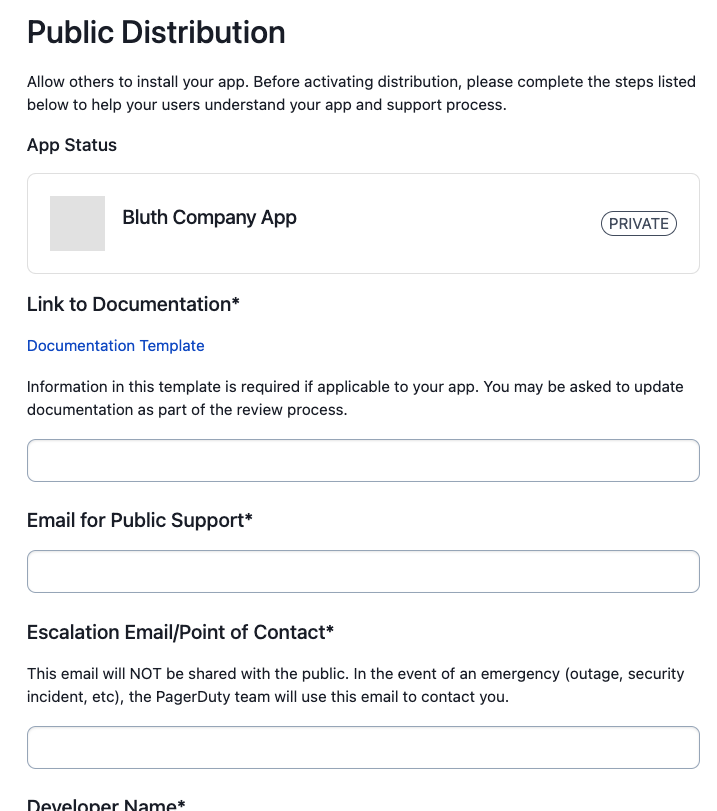 Public Distribution
Allow others to install your app. Before activating distribution, please complete the steps listed
below to help your users understand your app and support process.
App Status
Bluth Company App
PRIVATE
Link to Documentation*
Documentation Template
Information in this template is required if applicable to your app. You may be asked to update
documentation as part of the review process.
Email for Public Support*
Escalation Email/Point of Contact*
This email will NOT be shared with the public. In the event of an emergency (outage, security
incident, etc), the PagerDuty team will use this email to contact you.
Developer Name*